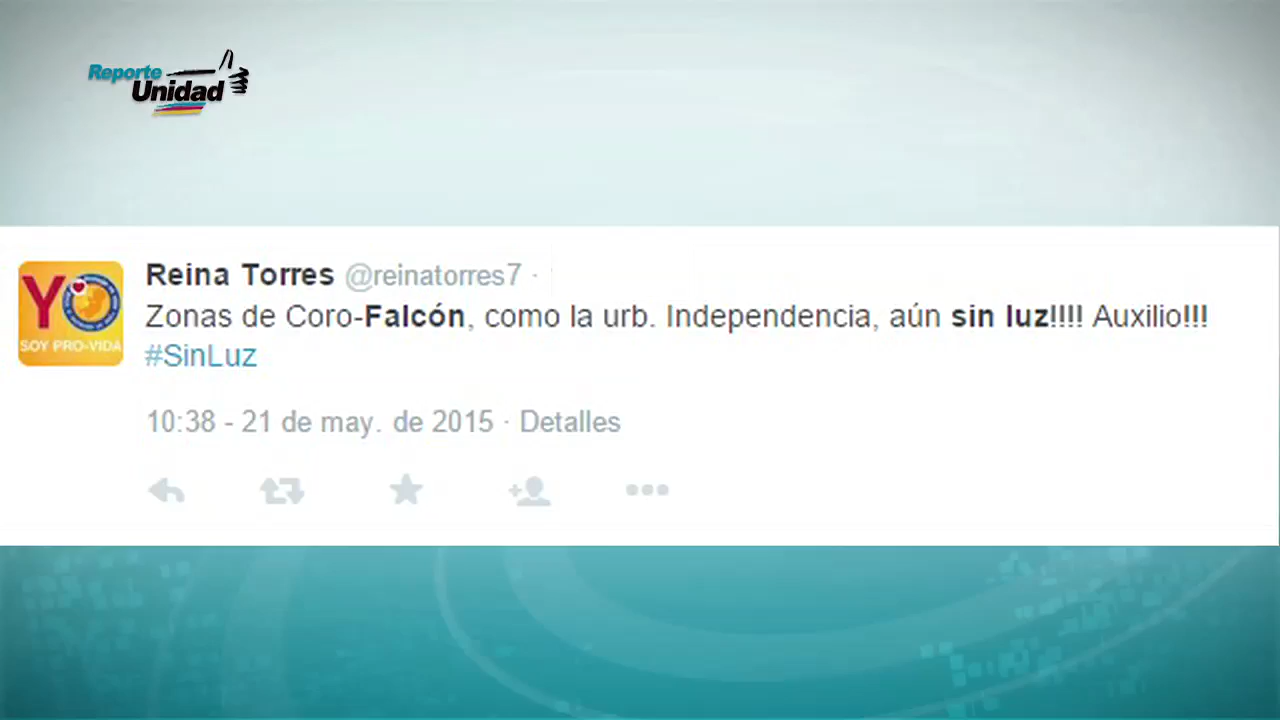 Reporte
Unidad
Reina Torres @reinatorres7 ·
Zonas de Coro-Falcón, como la urb. Independencia, aún sin luz!!!! Auxilio!!!
#SinLuz
YO
SOY PRO-VIDA
10:38 - 21 de may. de 2015 · Detalles